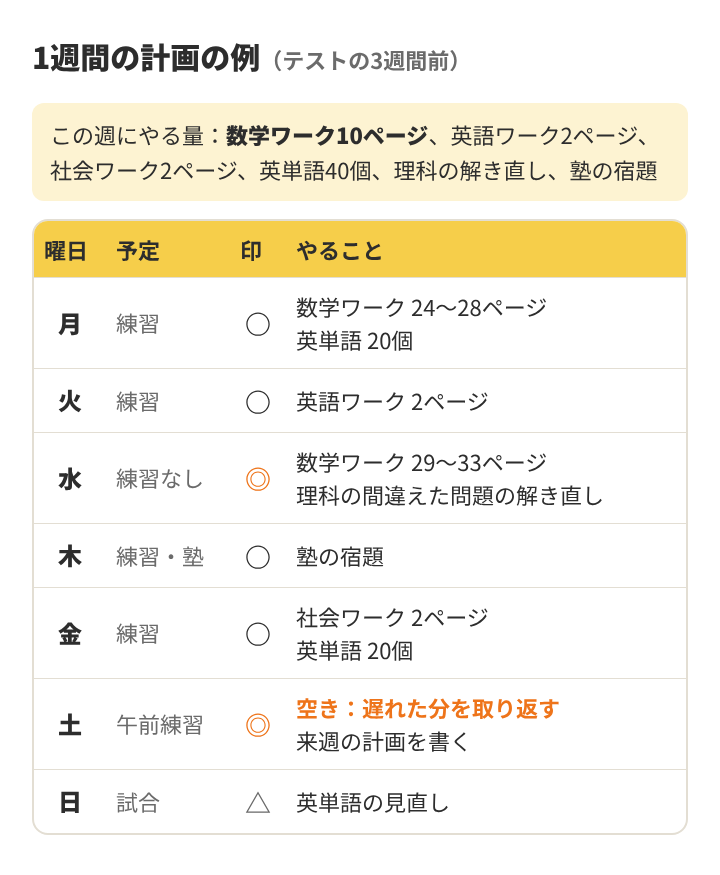 1週間の計画の例（テストの3週間前）
この週にやる量：数学ワーク10ページ、英語ワーク2ページ、
社会ワーク2ページ、英単語40個、理科の解き直し、塾の宿題
曜日 予定 印 やること
月 練習 ○ 数学ワーク 24〜28ページ
英単語 20個
火 練習 ○ 英語ワーク 2ページ
水 練習なし ◎ 数学ワーク 29〜33ページ
理科の間違えた問題の解き直し
木 練習・塾 ○ 塾の宿題
金 練習 ○ 社会ワーク 2ページ
英単語 20個
土 午前練習 ◎ 空き：遅れた分を取り返す
来週の計画を書く
日 試合 △ 英単語の見直し